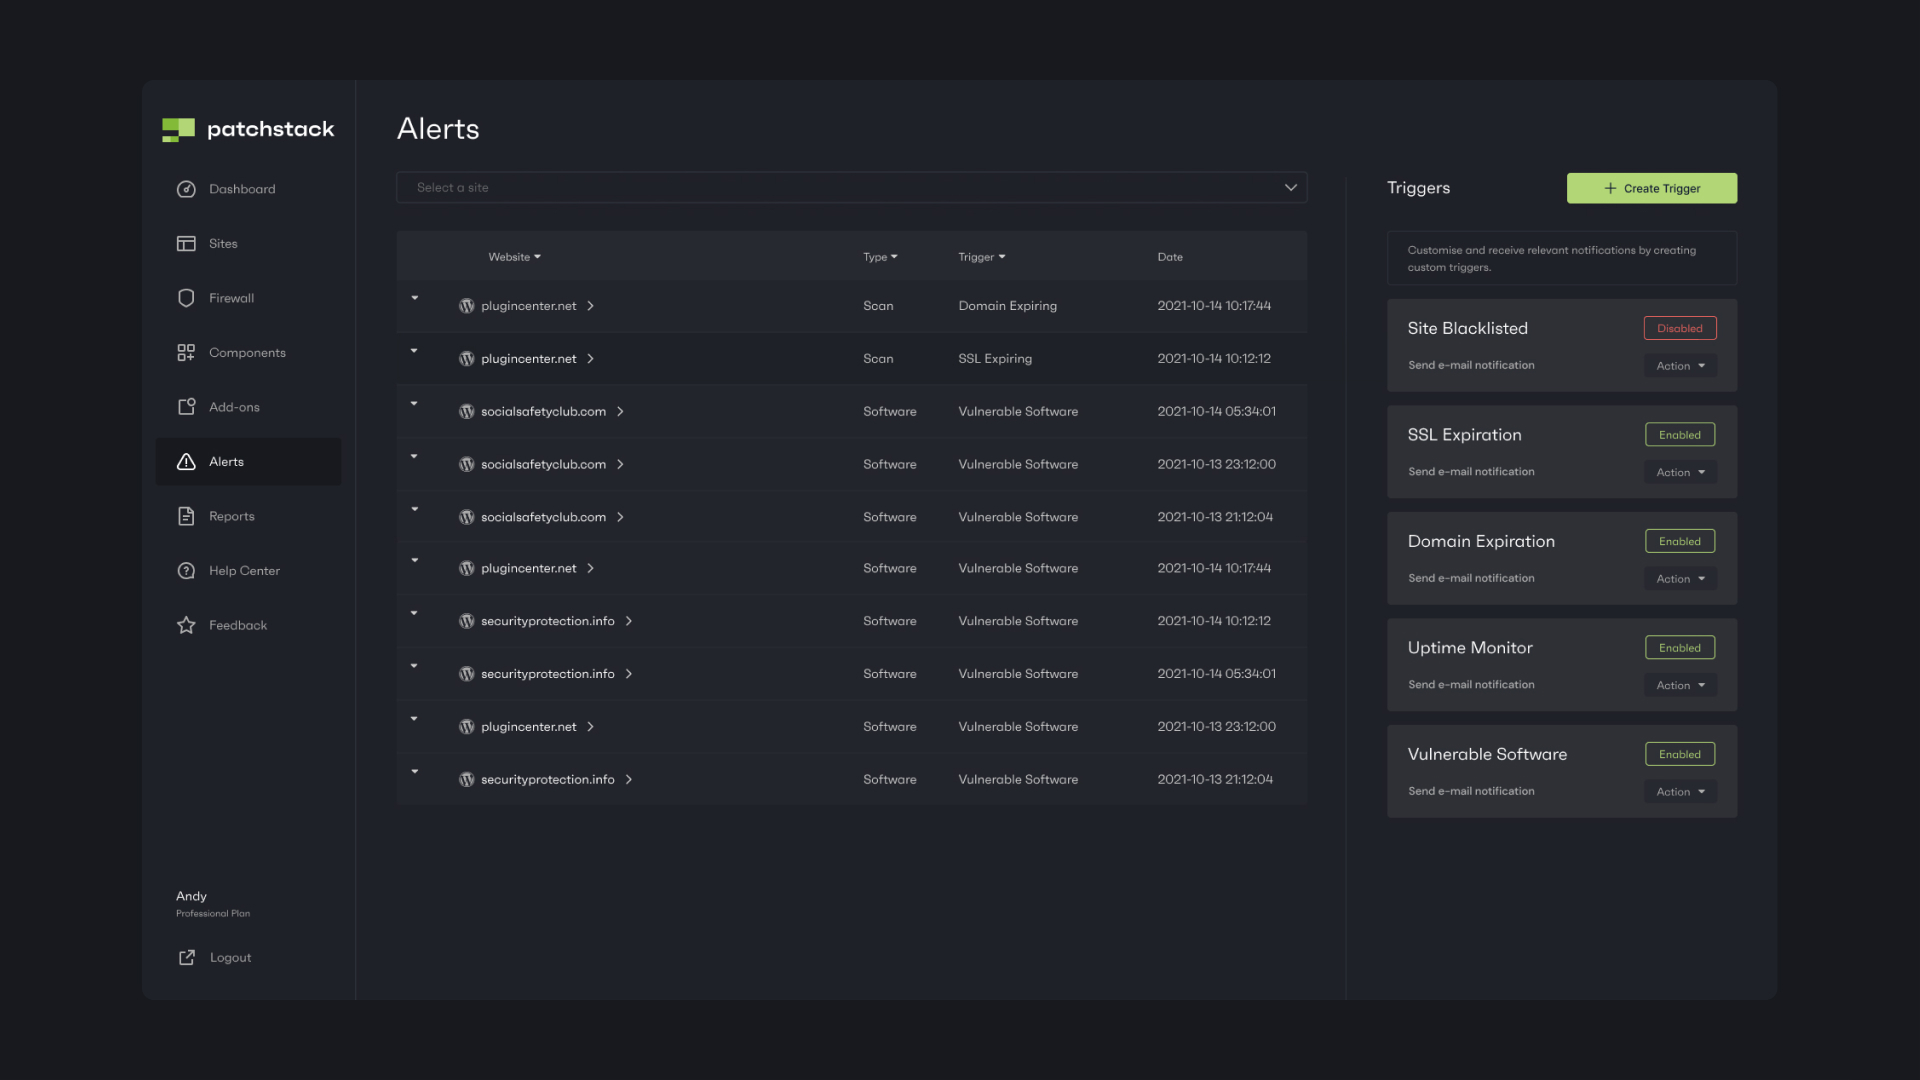 patchstack
Dashboard
Sites
Firewall
Components
Add-ons
Alerts
Reports
Help Center
Feedback
Andy
Professional Plan
Logout
Alerts
Select a site
Website Type Trigger Date
plugincenter.net Scan Domain Expiring 2021-10-14 10:17:44
plugincenter.net Scan SSL Expiring 2021-10-14 10:12:12
socialsafetyclub.com Software Vulnerable Software 2021-10-14 05:34:01
socialsafetyclub.com Software Vulnerable Software 2021-10-13 23:12:00
socialsafetyclub.com Software Vulnerable Software 2021-10-13 21:12:04
plugincenter.net Software Vulnerable Software 2021-10-14 10:17:44
securityprotection.info Software Vulnerable Software 2021-10-14 10:12:12
securityprotection.info Software Vulnerable Software 2021-10-14 05:34:01
plugincenter.net Software Vulnerable Software 2021-10-13 23:12:00
securityprotection.info Software Vulnerable Software 2021-10-13 21:12:04
Triggers
+ Create Trigger
Customise and receive relevant notifications by creating
custom triggers.
Site Blacklisted Disabled
Send e-mail notification Action
SSL Expiration Enabled
Send e-mail notification Action
Domain Expiration Enabled
Send e-mail notification Action
Uptime Monitor Enabled
Send e-mail notification Action
Vulnerable Software Enabled
Send e-mail notification Action